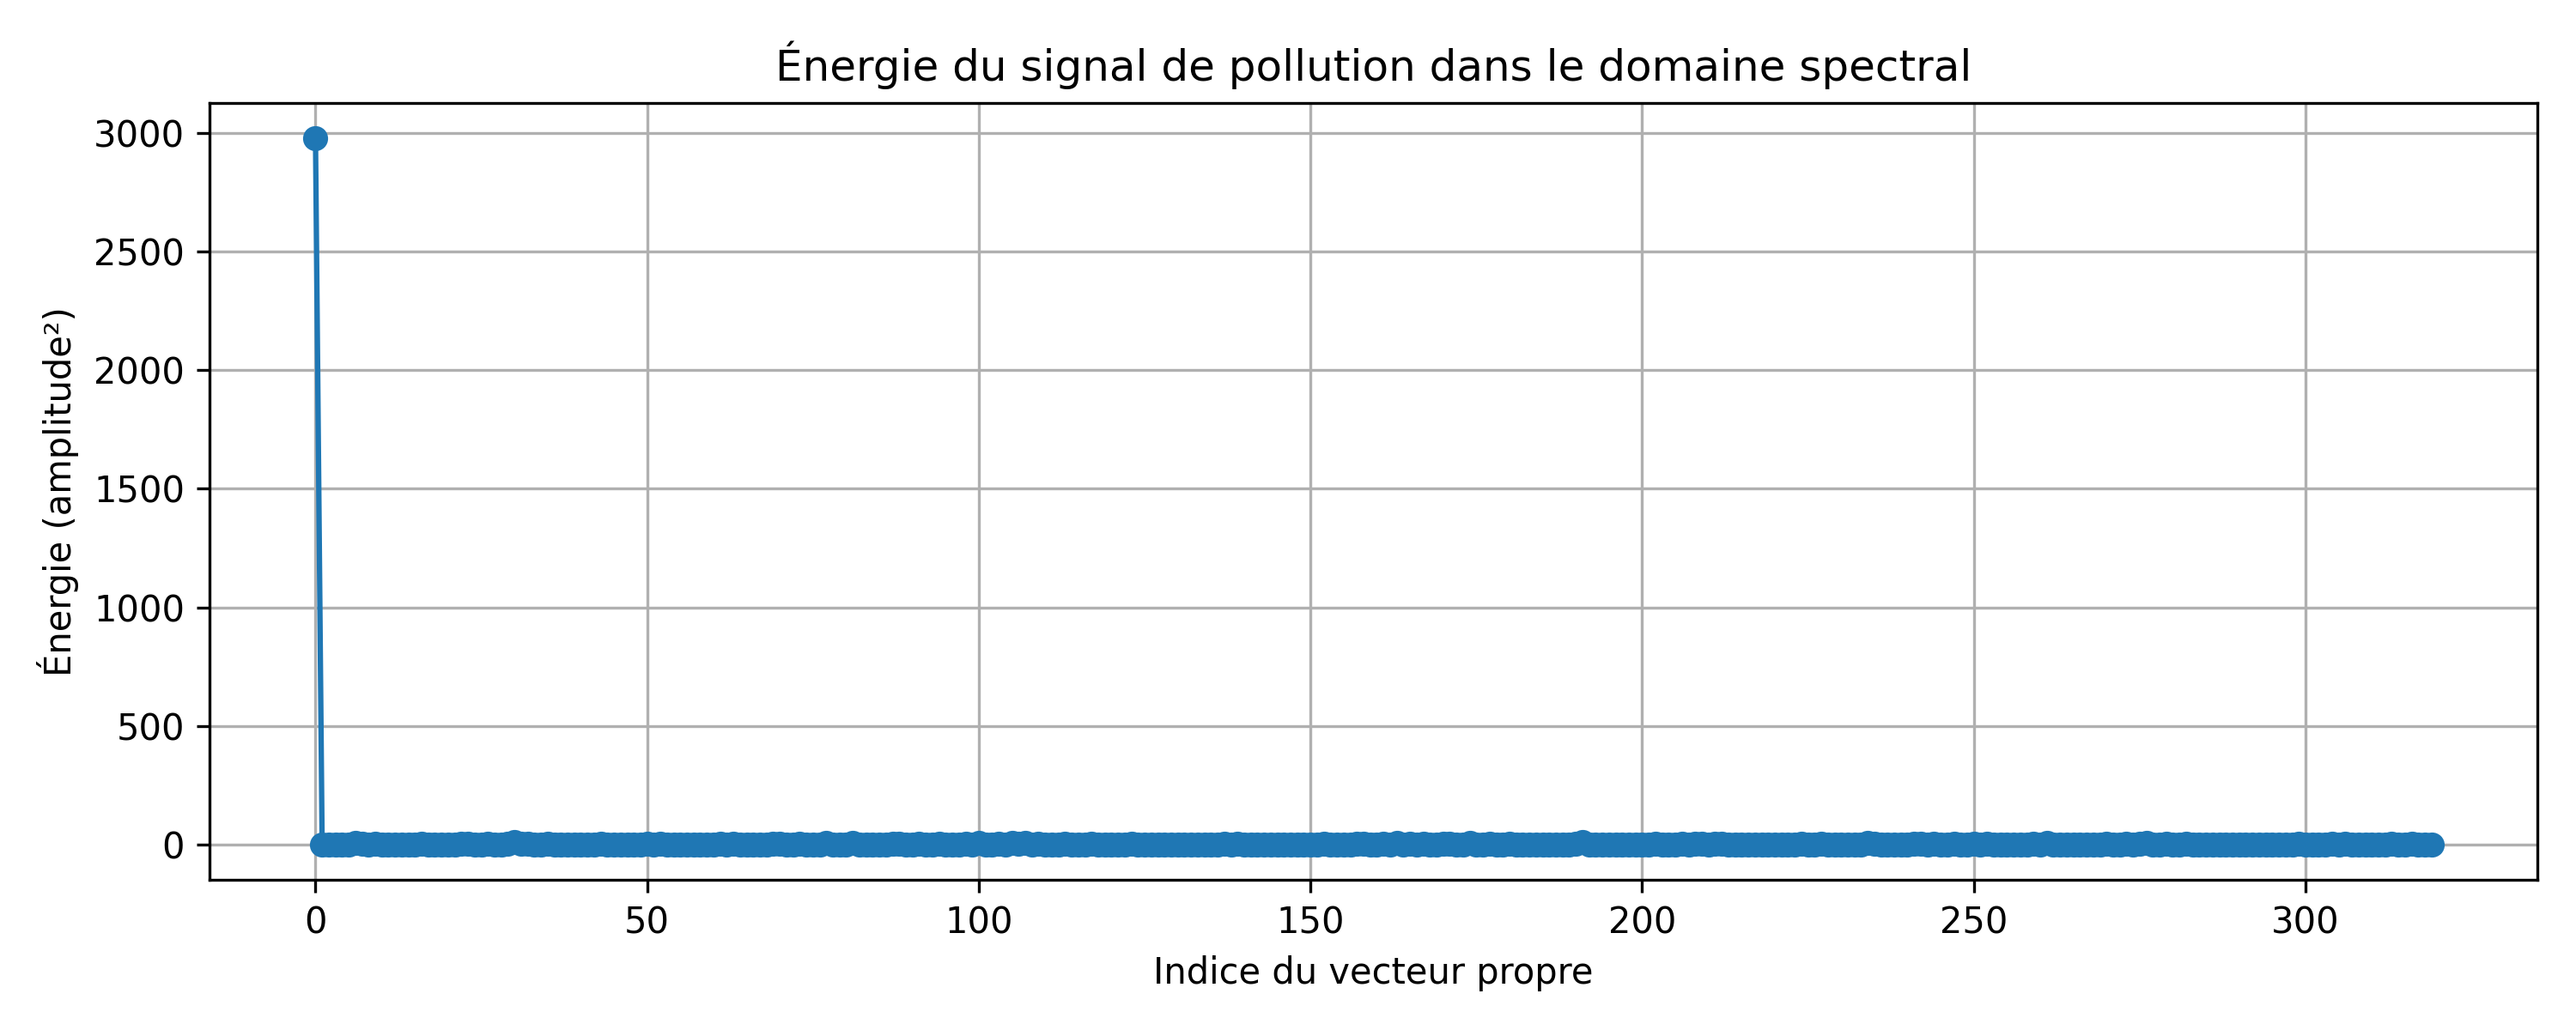 Énergie du signal de pollution dans le domaine spectral
3000
2500
2000
1500
1000
500
0
Énergie (amplitude²)
0 50 100 150 200 250 300
Indice du vecteur propre